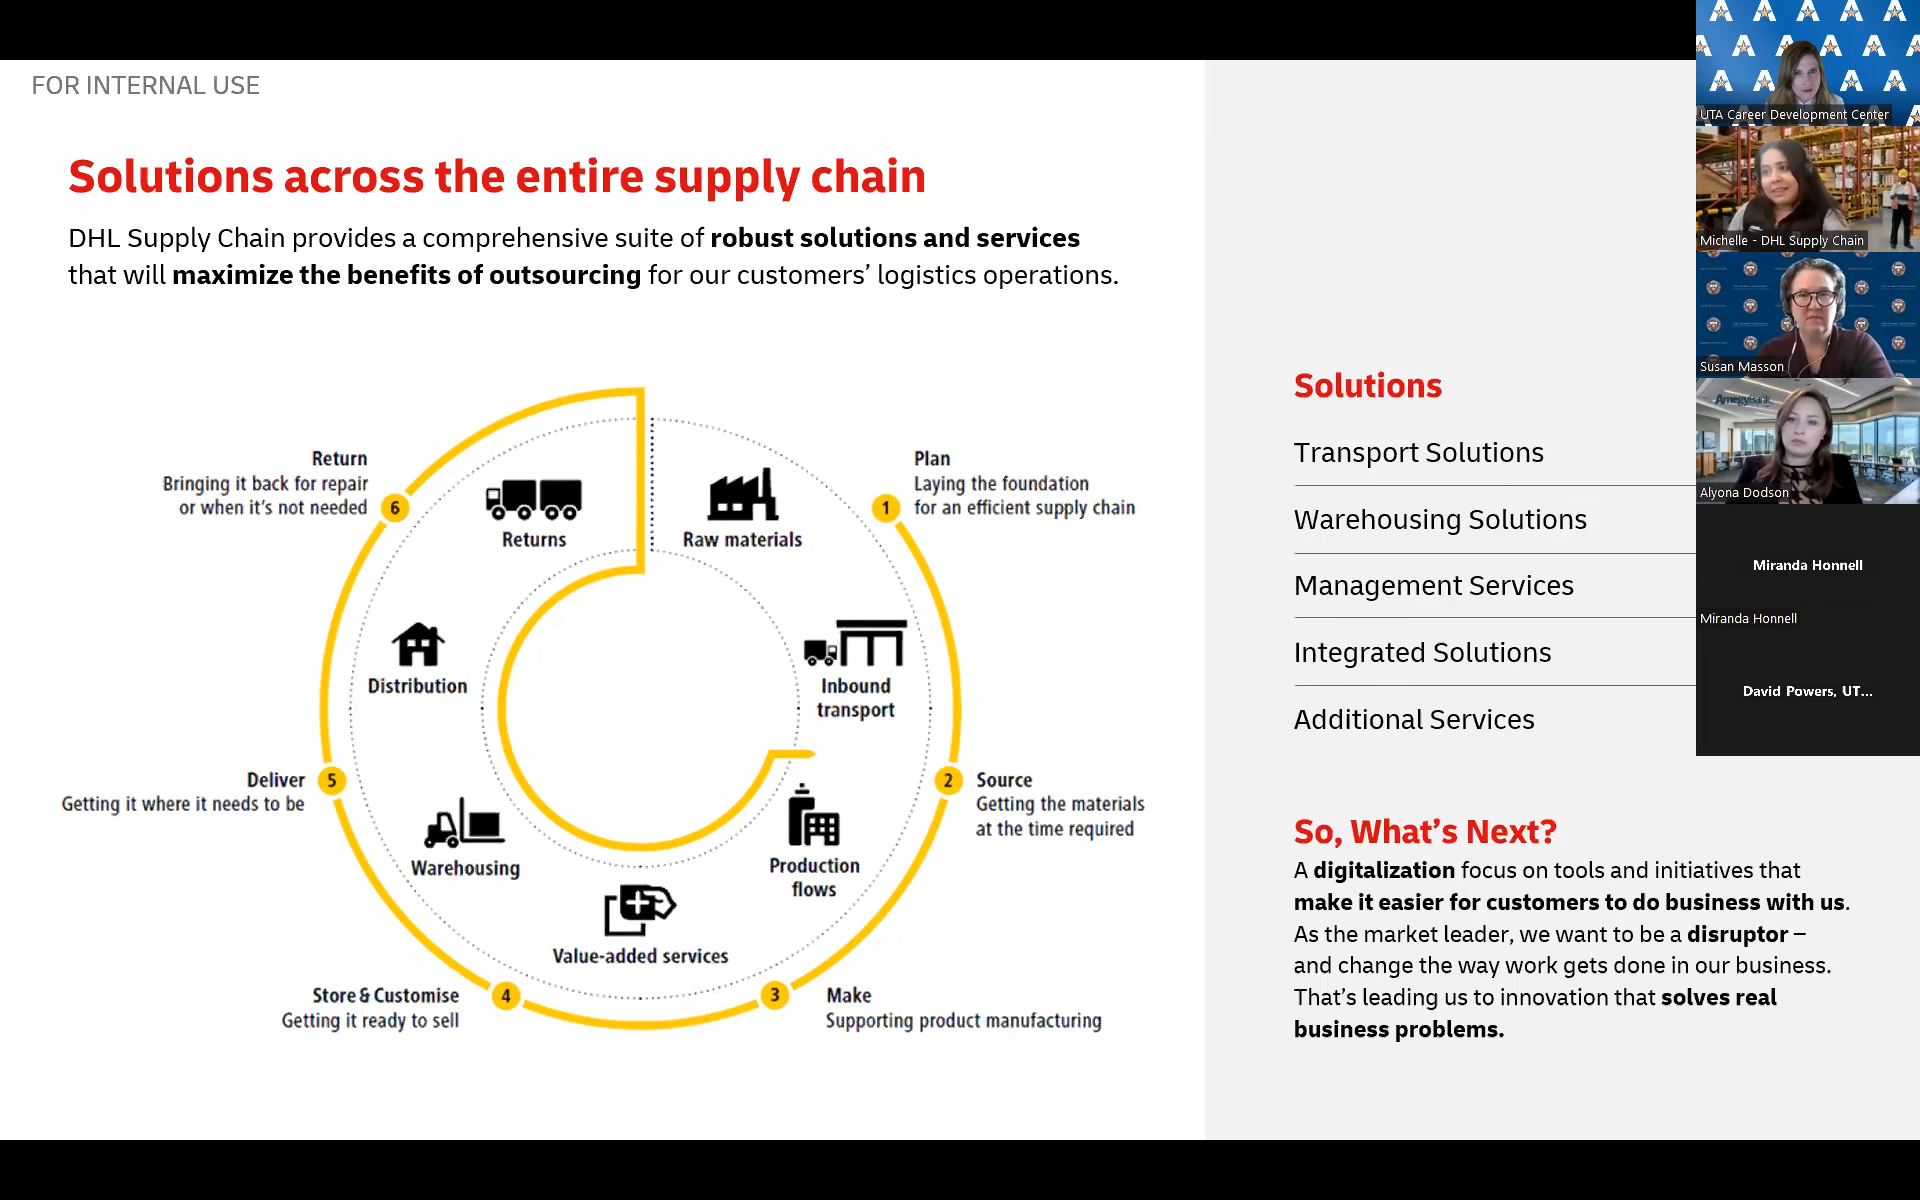 FOR INTERNAL USE
Solutions across the entire supply chain
DHL Supply Chain provides a comprehensive suite of robust solutions and services
that will maximize the benefits of outsourcing for our customers’ logistics operations.
Return
Bringing it back for repair
or when it’s not needed
6
Returns
Raw materials
1
Plan
Laying the foundation
for an efficient supply chain
Distribution
Inbound
transport
Deliver
Getting it where it needs to be
5
2
Source
Getting the materials
at the time required
Warehousing
Production
flows
Value-added services
Store & Customise
Getting it ready to sell
4
3
Make
Supporting product manufacturing
Solutions
Transport Solutions
Warehousing Solutions
Management Services
Integrated Solutions
Additional Services
So, What’s Next?
A digitalization focus on tools and initiatives that
make it easier for customers to do business with us.
As the market leader, we want to be a disruptor –
and change the way work gets done in our business.
That’s leading us to innovation that solves real
business problems.
UTA Career Development Center
Michelle - DHL Supply Chain
Susan Masson
AmegyBank
Alyona Dodson
Miranda Honnell
Miranda Honnell
David Powers, UT...